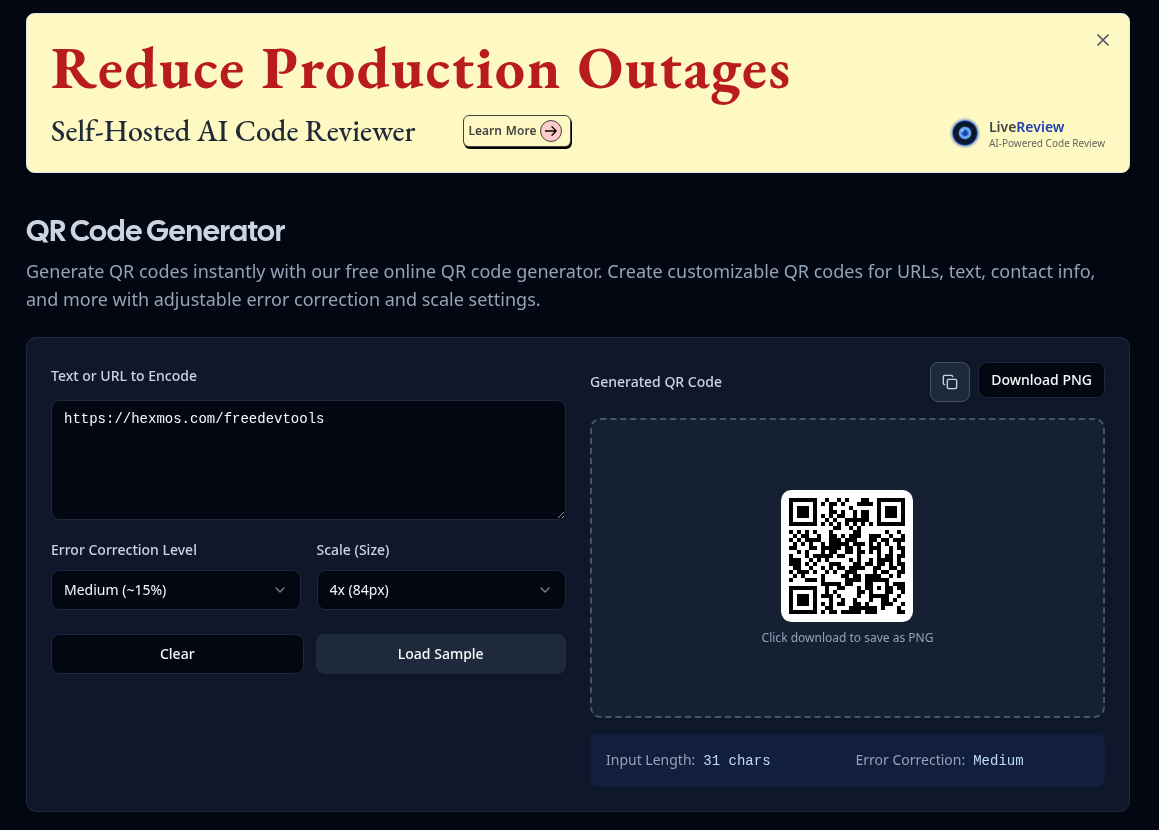 Reduce Production Outages
Self-Hosted AI Code Reviewer
Learn More
LiveReview
AI-Powered Code Review
QR Code Generator
Generate QR codes instantly with our free online QR code generator. Create customizable QR codes for URLs, text, contact info,
and more with adjustable error correction and scale settings.
Text or URL to Encode
https://hexmos.com/freedevtools
Error Correction Level
Scale (Size)
Medium (~15%)
4x (84px)
Clear
Load Sample
Generated QR Code
Download PNG
Click download to save as PNG
Input Length: 31 chars
Error Correction: Medium